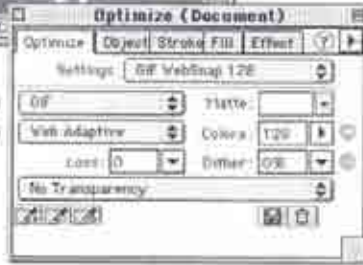 Optimize (Document)
Optimize Object Stroke Fill Effect ?
Settings: GIF WebSnap 128
GIF Matte:
Web Adaptive Colors: 128
Loss: 0 Dither: 0%
No Transparency